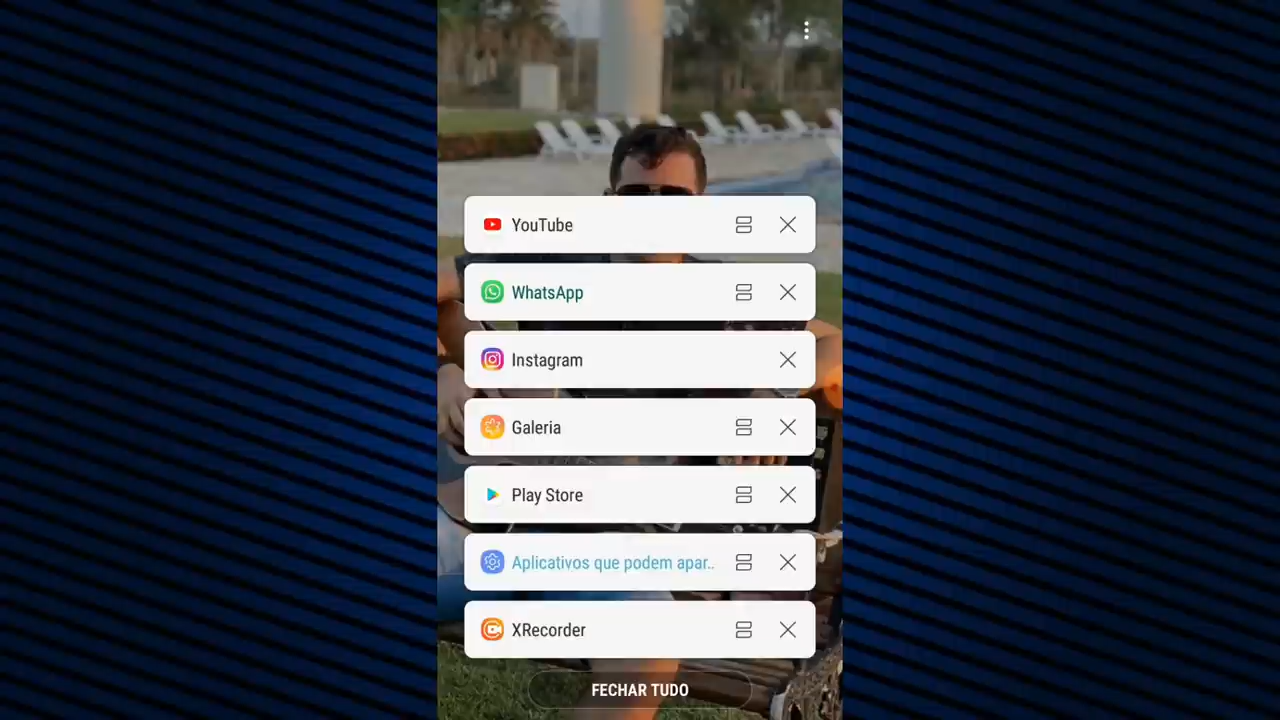 YouTube
WhatsApp
Instagram
Galeria
Play Store
Aplicativos que podem apar..
XRecorder
FECHAR TUDO